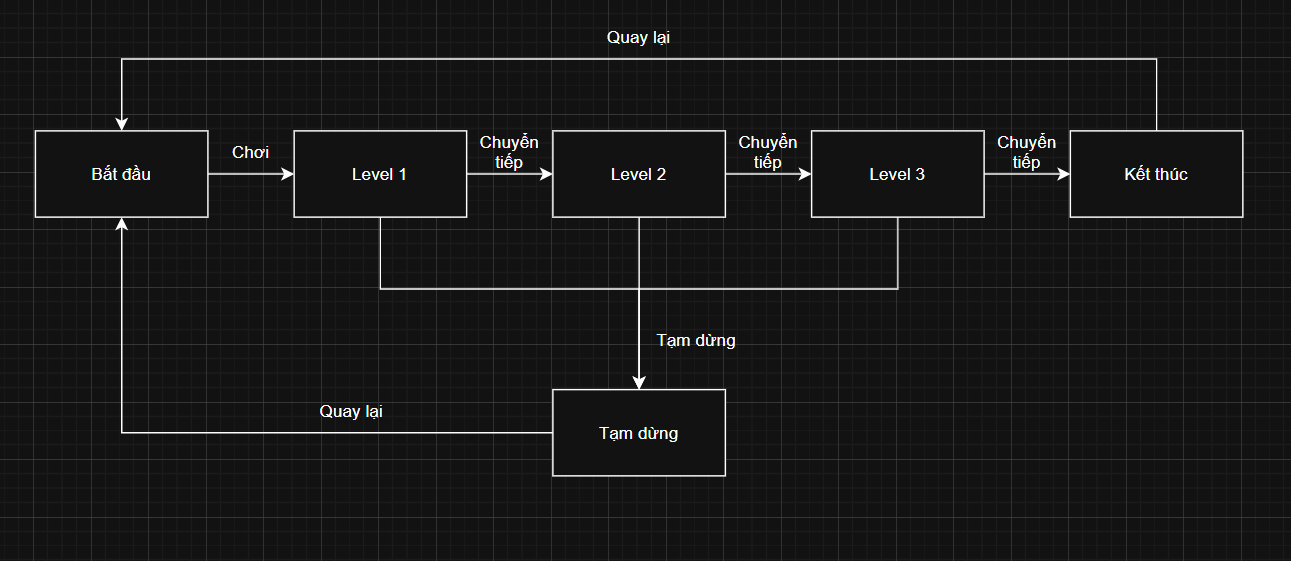 Quay lại
Bắt đầu
Chơi
Level 1
Chuyển
tiếp
Level 2
Chuyển
tiếp
Level 3
Chuyển
tiếp
Kết thúc
Tạm dừng
Quay lại
Tạm dừng